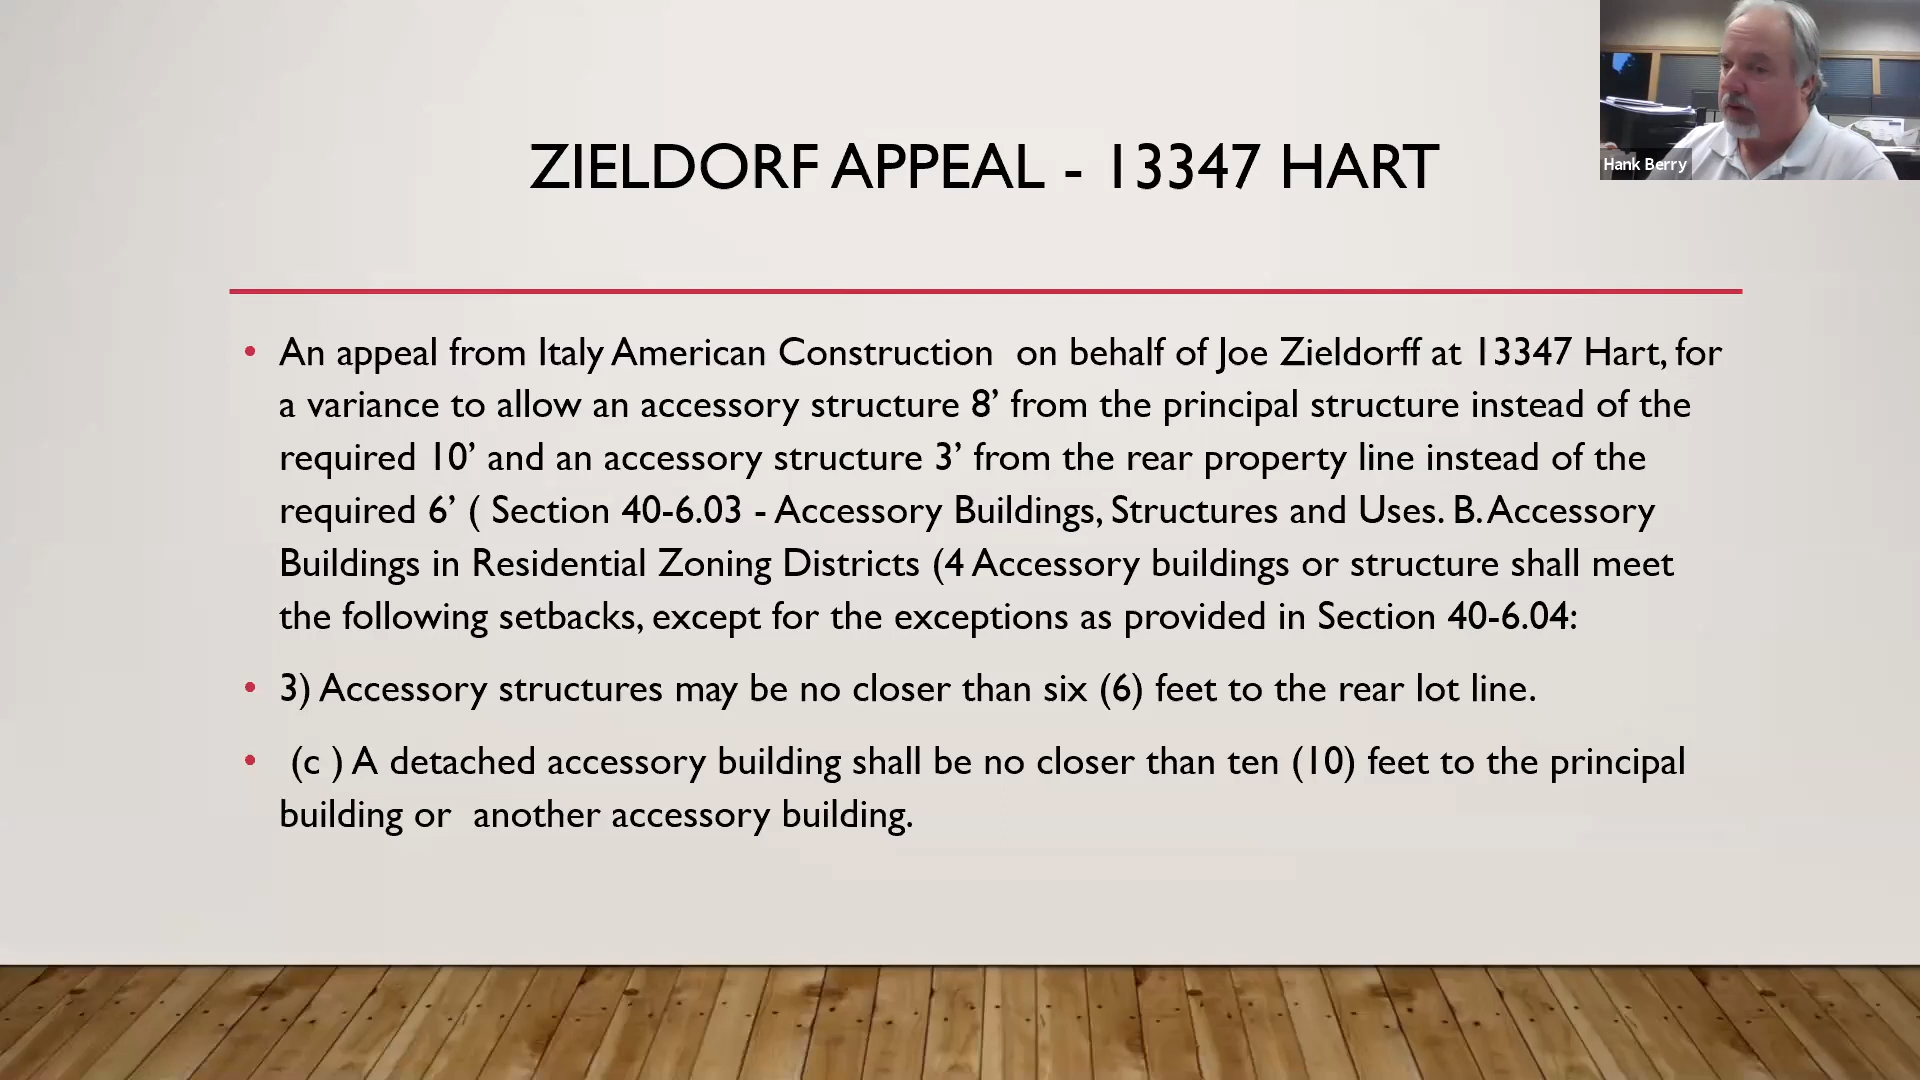 ZIELDORF APPEAL - 13347 HART
Hank Berry
• An appeal from Italy American Construction on behalf of Joe Zieldorff at 13347 Hart, for
a variance to allow an accessory structure 8’ from the principal structure instead of the
required 10’ and an accessory structure 3’ from the rear property line instead of the
required 6’ ( Section 40-6.03 - Accessory Buildings, Structures and Uses. B. Accessory
Buildings in Residential Zoning Districts (4 Accessory buildings or structure shall meet
the following setbacks, except for the exceptions as provided in Section 40-6.04:
• 3) Accessory structures may be no closer than six (6) feet to the rear lot line.
• (c ) A detached accessory building shall be no closer than ten (10) feet to the principal
building or another accessory building.